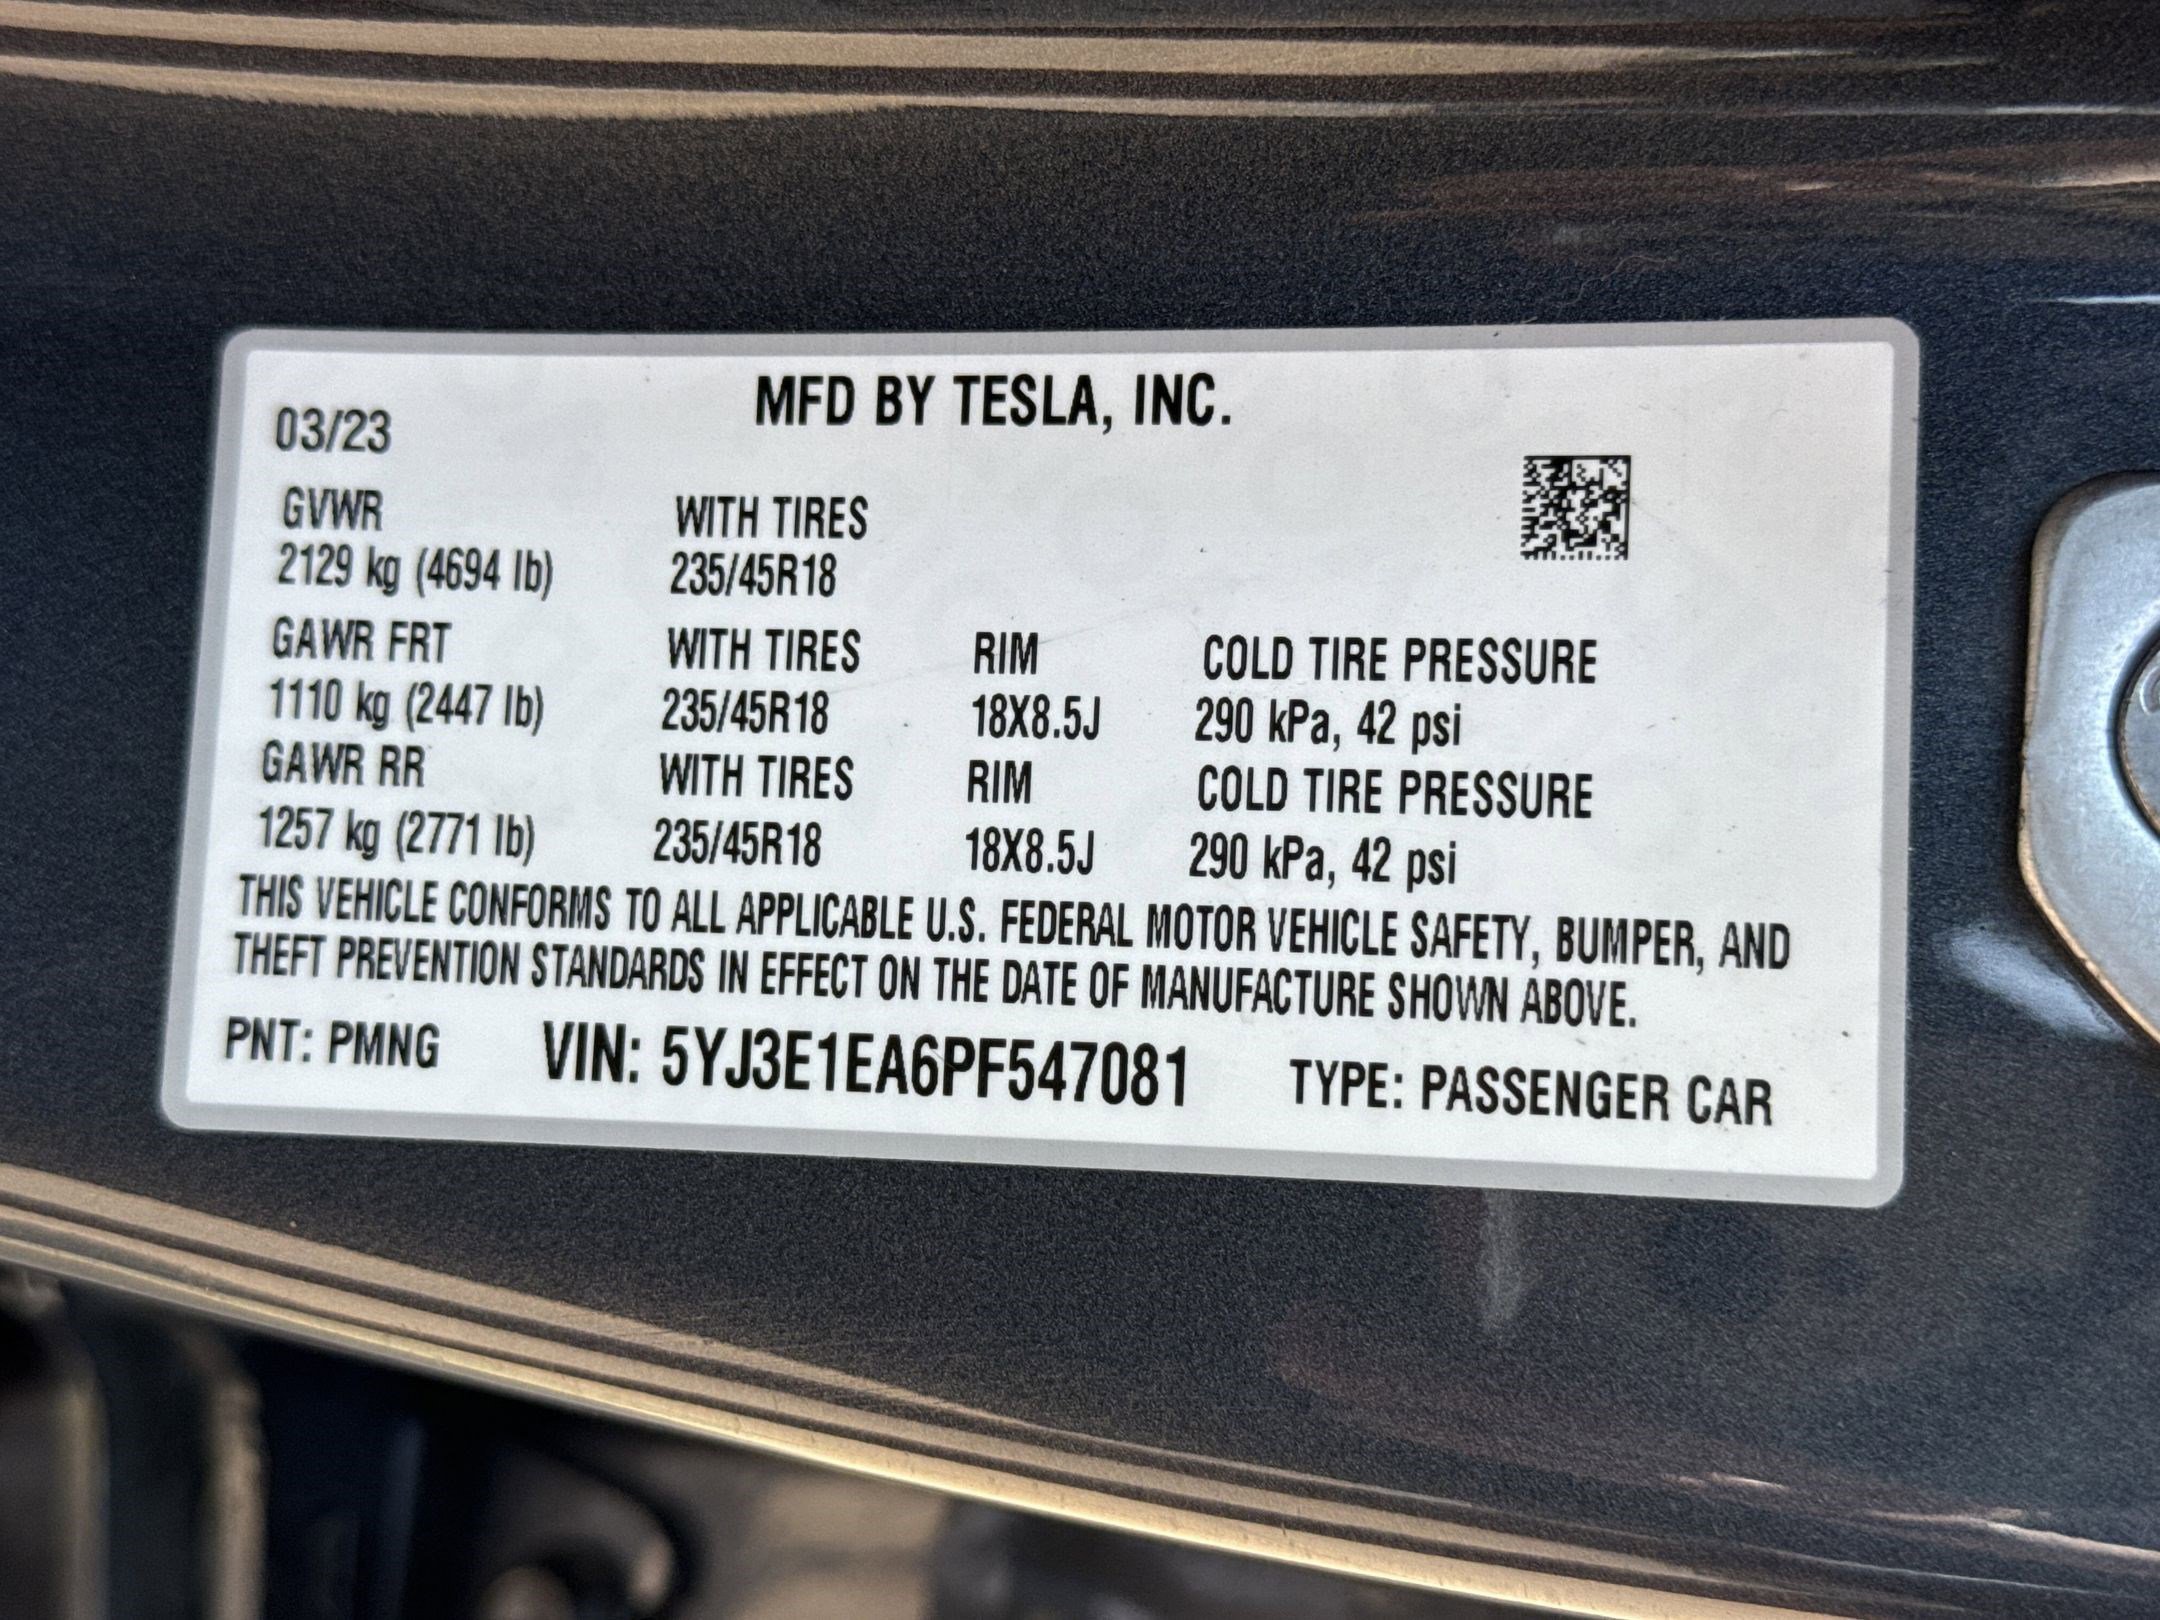 MFD BY TESLA, INC.
03/23
GVWR WITH TIRES
2129 kg (4694 lb) 235/45R18
GAWR FRT WITH TIRES RIM COLD TIRE PRESSURE
1110 kg (2447 lb) 235/45R18 18X8.5J 290 kPa, 42 psi
GAWR RR WITH TIRES RIM COLD TIRE PRESSURE
1257 kg (2771 lb) 235/45R18 18X8.5J 290 kPa, 42 psi
THIS VEHICLE CONFORMS TO ALL APPLICABLE U.S. FEDERAL MOTOR VEHICLE SAFETY, BUMPER, AND
THEFT PREVENTION STANDARDS IN EFFECT ON THE DATE OF MANUFACTURE SHOWN ABOVE.
PNT: PMNG VIN: 5YJ3E1EA6PF547081 TYPE: PASSENGER CAR